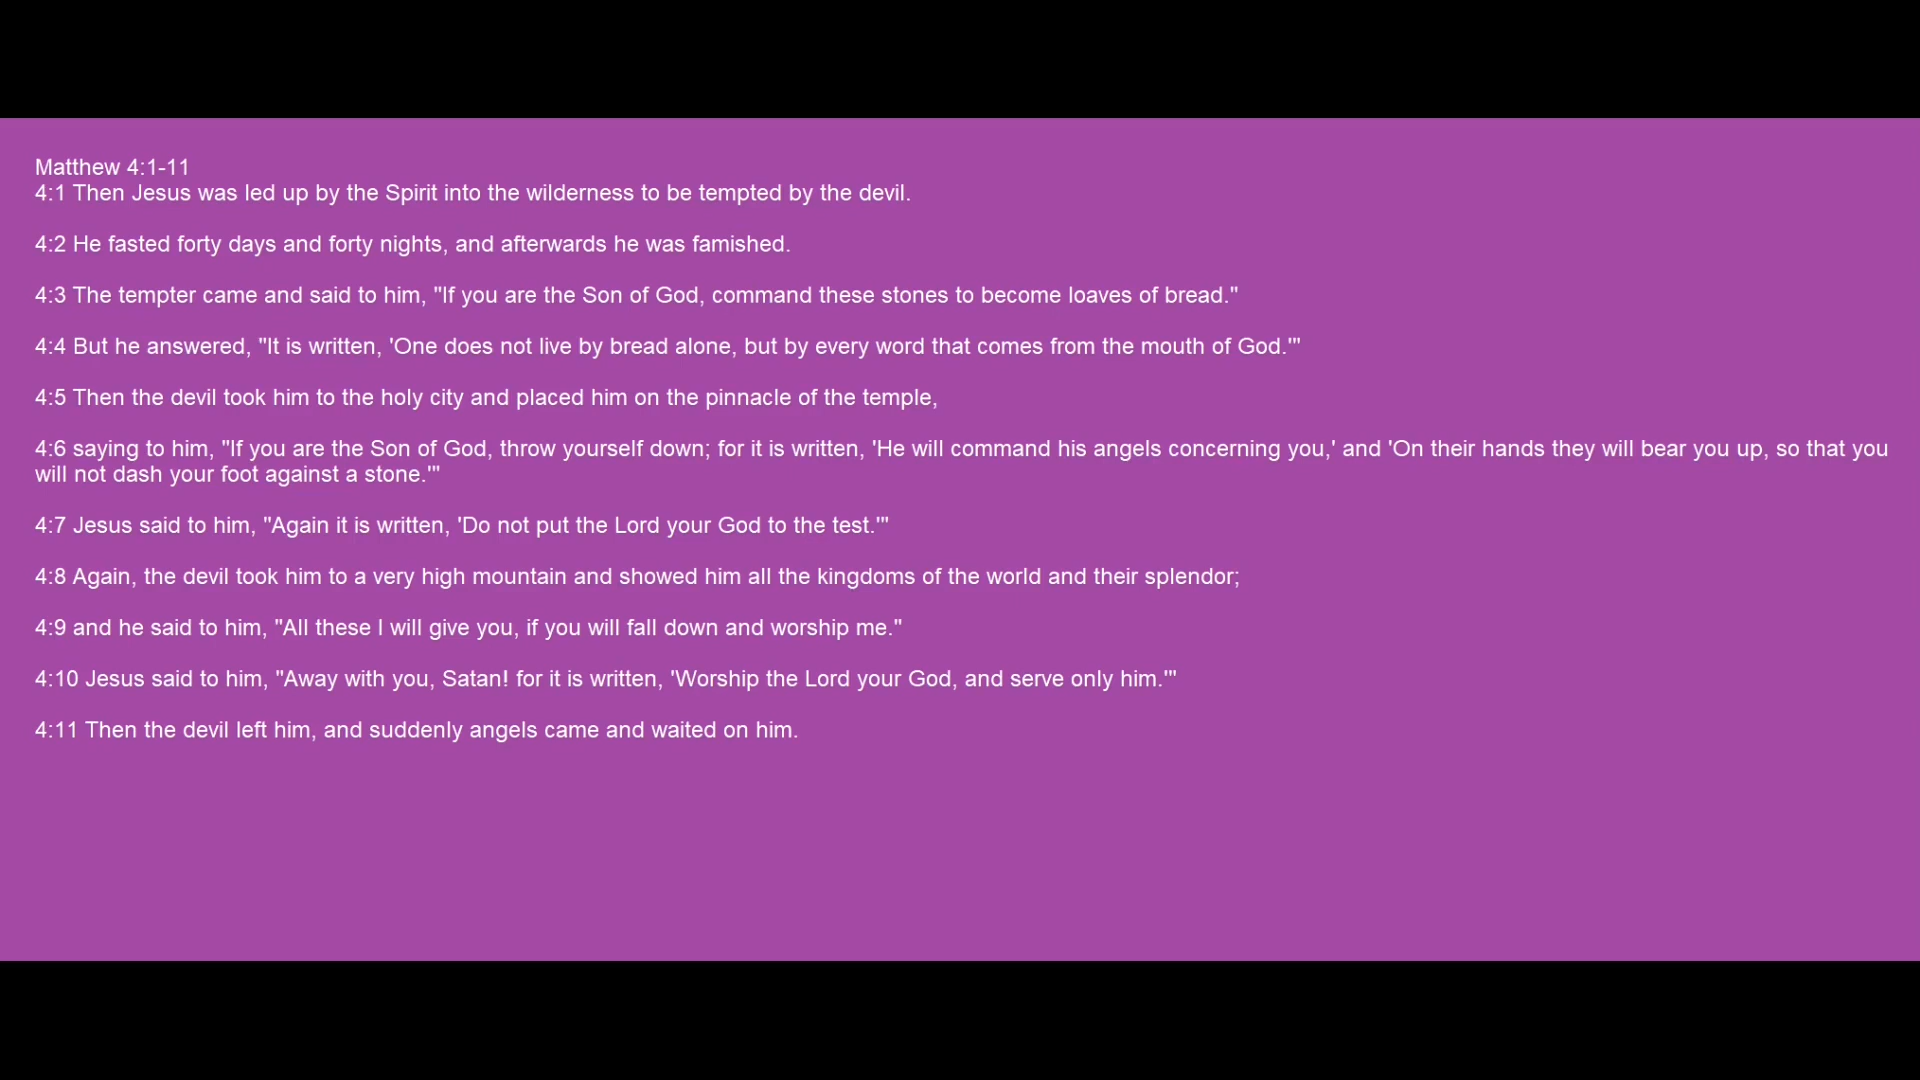 Matthew 4:1-11
4:1 Then Jesus was led up by the Spirit into the wilderness to be tempted by the devil.
4:2 He fasted forty days and forty nights, and afterwards he was famished.
4:3 The tempter came and said to him, "If you are the Son of God, command these stones to become loaves of bread."
4:4 But he answered, "It is written, 'One does not live by bread alone, but by every word that comes from the mouth of God.'"
4:5 Then the devil took him to the holy city and placed him on the pinnacle of the temple,
4:6 saying to him, "If you are the Son of God, throw yourself down; for it is written, 'He will command his angels concerning you,' and 'On their hands they will bear you up, so that you
will not dash your foot against a stone.'"
4:7 Jesus said to him, "Again it is written, 'Do not put the Lord your God to the test.'"
4:8 Again, the devil took him to a very high mountain and showed him all the kingdoms of the world and their splendor;
4:9 and he said to him, "All these I will give you, if you will fall down and worship me."
4:10 Jesus said to him, "Away with you, Satan! for it is written, 'Worship the Lord your God, and serve only him.'"
4:11 Then the devil left him, and suddenly angels came and waited on him.